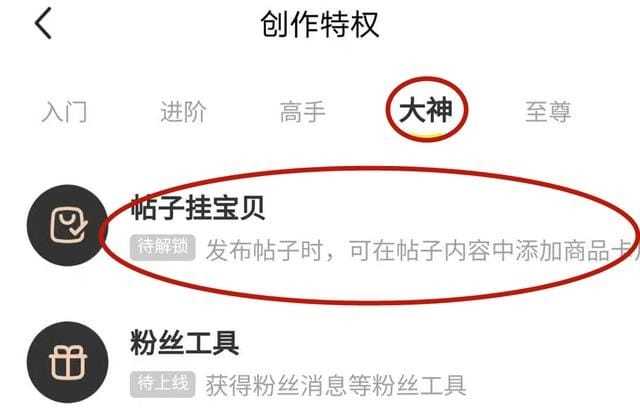 创作特权
入门 进阶 高手 大神 至尊
帖子挂宝贝
待解锁 发布帖子时，可在帖子内容中添加商品卡
粉丝工具
待上线 获得粉丝消息等粉丝工具